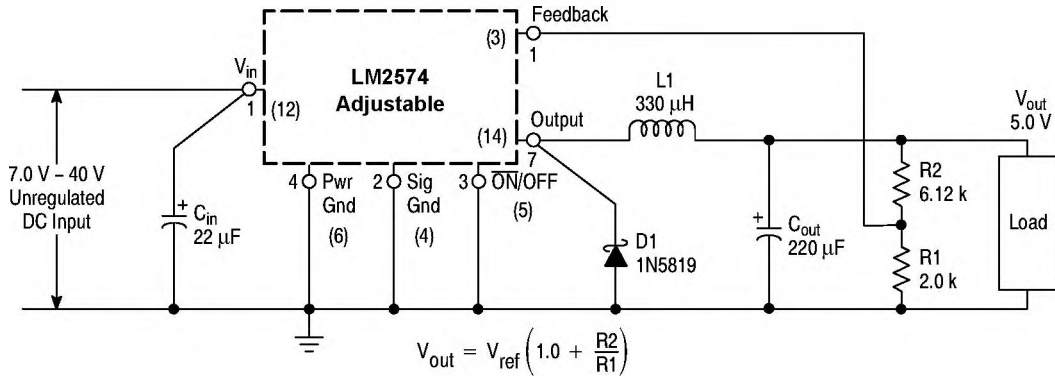 Feedback
(3)
1
V_in
1
(12)
LM2574
Adjustable
L1
330 µH
Output
(14)
7
V_out
5.0 V
7.0 V – 40 V
Unregulated
DC Input
C_in
22 µF
+
4
Pwr
Gnd
(6)
2
Sig
Gnd
(4)
3
O̅N̅/OFF
(5)
D1
1N5819
+
C_out
220 µF
R2
6.12 k
R1
2.0 k
Load
V_out = V_ref (1.0 + R2/R1)